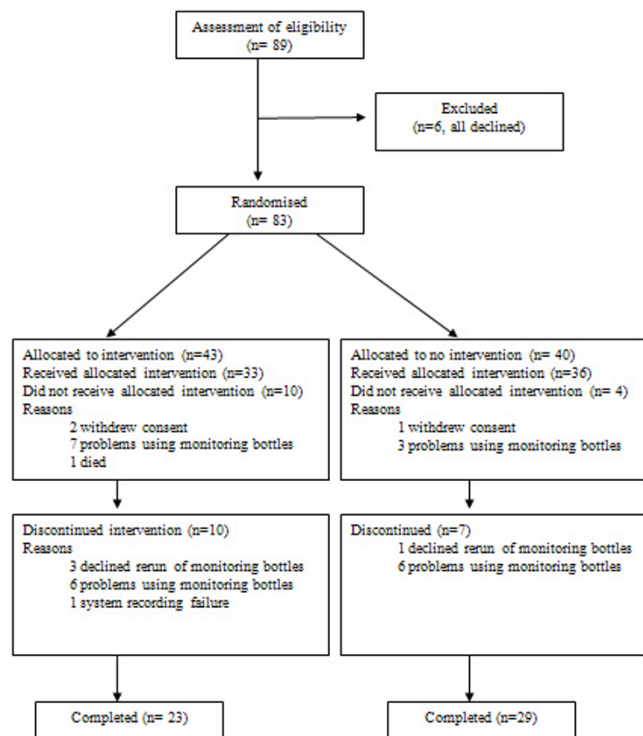 Assessment of eligibility
(n= 89)
Excluded
(n=6, all declined)
Randomised
(n= 83)
Allocated to intervention (n=43)
Received allocated intervention (n=33)
Did not receive allocated intervention (n=10)
Reasons
2 withdrew consent
7 problems using monitoring bottles
1 died
Allocated to no intervention (n= 40)
Received allocated intervention (n=36)
Did not receive allocated intervention (n= 4)
Reasons
1 withdrew consent
3 problems using monitoring bottles
Discontinued intervention (n=10)
Reasons
3 declined rerun of monitoring bottles
6 problems using monitoring bottles
1 system recording failure
Discontinued (n=7)
1 declined rerun of monitoring bottles
6 problems using monitoring bottles
Completed (n= 23)
Completed (n=29)